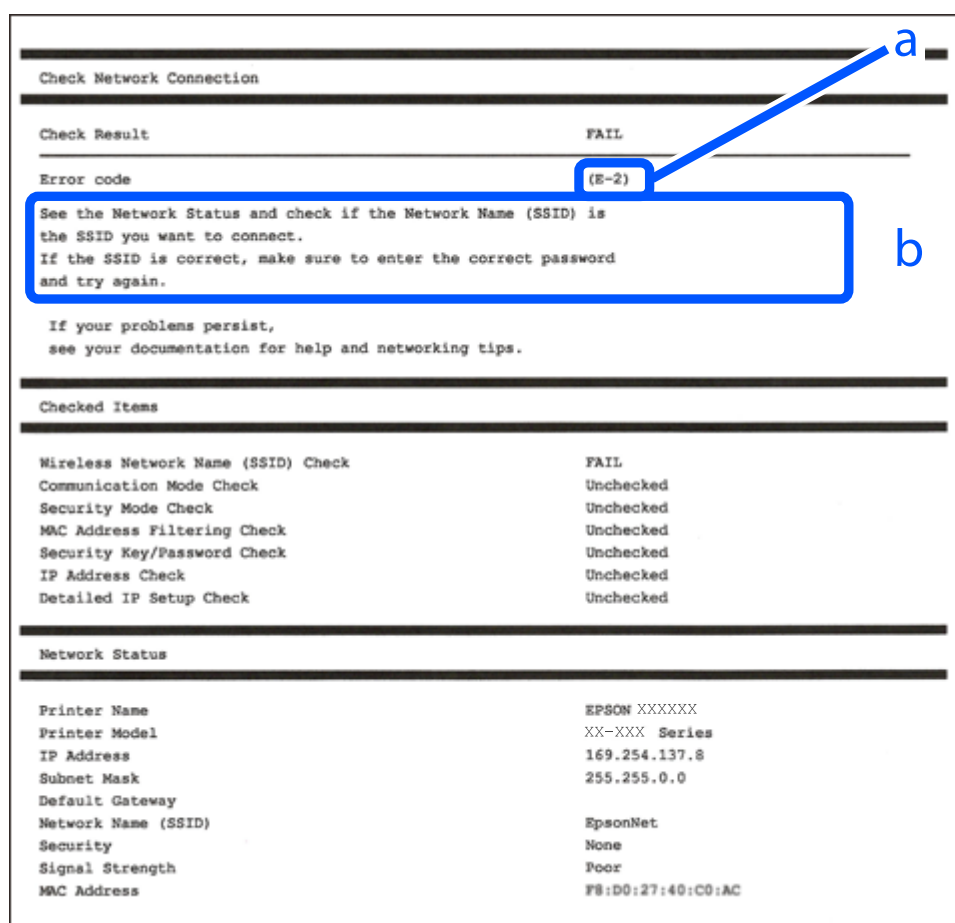 a
Check Network Connection
Check Result FAIL
Error code (E-2)
See the Network Status and check if the Network Name (SSID) is
the SSID you want to connect.
If the SSID is correct, make sure to enter the correct password
and try again.
b
If your problems persist,
see your documentation for help and networking tips.
Checked Items
Wireless Network Name (SSID) Check FAIL
Communication Mode Check Unchecked
Security Mode Check Unchecked
MAC Address Filtering Check Unchecked
Security Key/Password Check Unchecked
IP Address Check Unchecked
Detailed IP Setup Check Unchecked
Network Status
Printer Name EPSON XXXXXX
Printer Model XX-XXX Series
IP Address 169.254.137.8
Subnet Mask 255.255.0.0
Default Gateway
Network Name (SSID) EpsonNet
Security None
Signal Strength Poor
MAC Address F8:D0:27:40:C0:AC